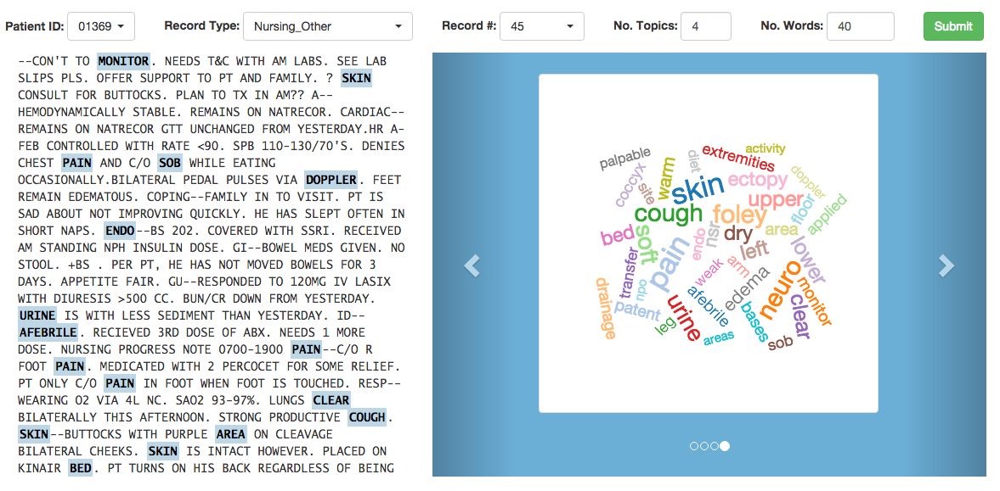 Patient ID: 01369 Record Type: Nursing_Other Record #: 45 No. Topics: 4 No. Words: 40 Submit
--CON'T TO MONITOR. NEEDS T&C WITH AM LABS. SEE LAB
SLIPS PLS. OFFER SUPPORT TO PT AND FAMILY. ? SKIN
CONSULT FOR BUTTOCKS. PLAN TO TX IN AM?? A--
HEMODYNAMICALLY STABLE. REMAINS ON NATRECOR. CARDIAC--
REMAINS ON NATRECOR GTT UNCHANGED FROM YESTERDAY.HR A-
FEB CONTROLLED WITH RATE <90. SPB 110-130/70'S. DENIES
CHEST PAIN AND C/O SOB WHILE EATING
OCCASIONALLY.BILATERAL PEDAL PULSES VIA DOPPLER. FEET
REMAIN EDEMATOUS. COPING--FAMILY IN TO VISIT. PT IS
SAD ABOUT NOT IMPROVING QUICKLY. HE HAS SLEPT OFTEN IN
SHORT NAPS. ENDO--BS 202. COVERED WITH SSRI. RECEIVED
AM STANDING NPH INSULIN DOSE. GI--BOWEL MEDS GIVEN. NO
STOOL. +BS . PER PT, HE HAS NOT MOVED BOWELS FOR 3
DAYS. APPETITE FAIR. GU--RESPONDED TO 120MG IV LASIX
WITH DIURESIS >500 CC. BUN/CR DOWN FROM YESTERDAY.
URINE IS WITH LESS SEDIMENT THAN YESTERDAY. ID--
AFEBRILE. RECIEVED 3RD DOSE OF ABX. NEEDS 1 MORE
DOSE. NURSING PROGRESS NOTE 0700-1900 PAIN--C/O R
FOOT PAIN. MEDICATED WITH 2 PERCOCET FOR SOME RELIEF.
PT ONLY C/O PAIN IN FOOT WHEN FOOT IS TOUCHED. RESP--
WEARING O2 VIA 4L NC. SAO2 93-97%. LUNGS CLEAR
BILATERALLY THIS AFTERNOON. STRONG PRODUCTIVE COUGH.
SKIN--BUTTOCKS WITH PURPLE AREA ON CLEAVAGE
BILATERAL CHEEKS. SKIN IS INTACT HOWEVER. PLACED ON
KINAIR BED. PT TURNS ON HIS BACK REGARDLESS OF BEING
palpable
diet
extremities
activity
coccyx
site
warm
skin
ectopy
doppler
cough
foley
upper
floor
applied
bed
soft
pain
endo
nsr
dry
area
left
lower
transfer
npo
weak
arm
edema
neuro
monitor
drainage
patent
leg
urine
afebrile
areas
bases
clear
sob